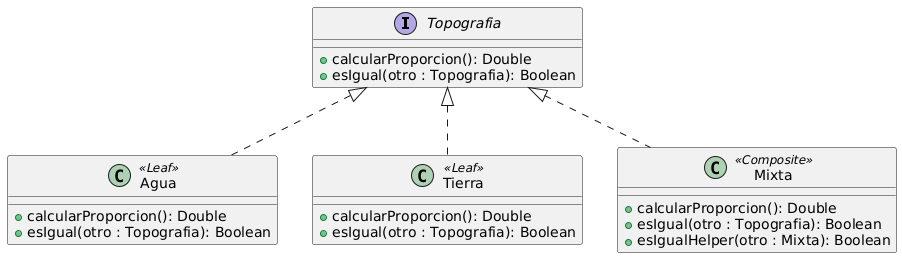 I Topografia
calcularProporcion(): Double
esIgual(otro : Topografia): Boolean
C «Leaf»
Agua
calcularProporcion(): Double
esIgual(otro : Topografia): Boolean
C «Leaf»
Tierra
calcularProporcion(): Double
esIgual(otro : Topografia): Boolean
C «Composite»
Mixta
calcularProporcion(): Double
esIgual(otro : Topografia): Boolean
esIgualHelper(otro : Mixta): Boolean